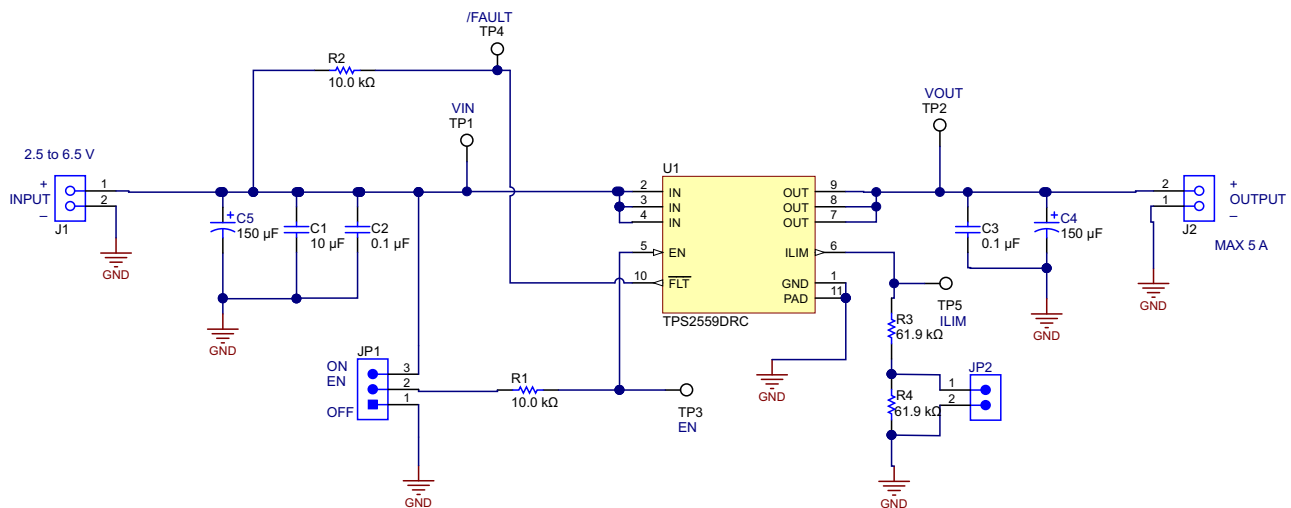 /FAULT
TP4
R2
10.0 kΩ
VIN
TP1
VOUT
TP2
2.5 to 6.5 V
+
INPUT
–
1
2
J1
GND
+
C5
150 µF
C1
10 µF
C2
0.1 µF
GND
U1
2 IN
3 IN
4 IN
5 EN
10 FLT
OUT 9
OUT 8
OUT 7
ILIM 6
GND 1
PAD 11
TPS2559DRC
GND
C3
0.1 µF
+
C4
150 µF
GND
2
1
+
OUTPUT
–
J2
MAX 5 A
GND
TP5
ILIM
R3
61.9 kΩ
R4
61.9 kΩ
JP2
1
2
GND
JP1
ON
EN
OFF
3
2
1
R1
10.0 kΩ
TP3
EN
GND